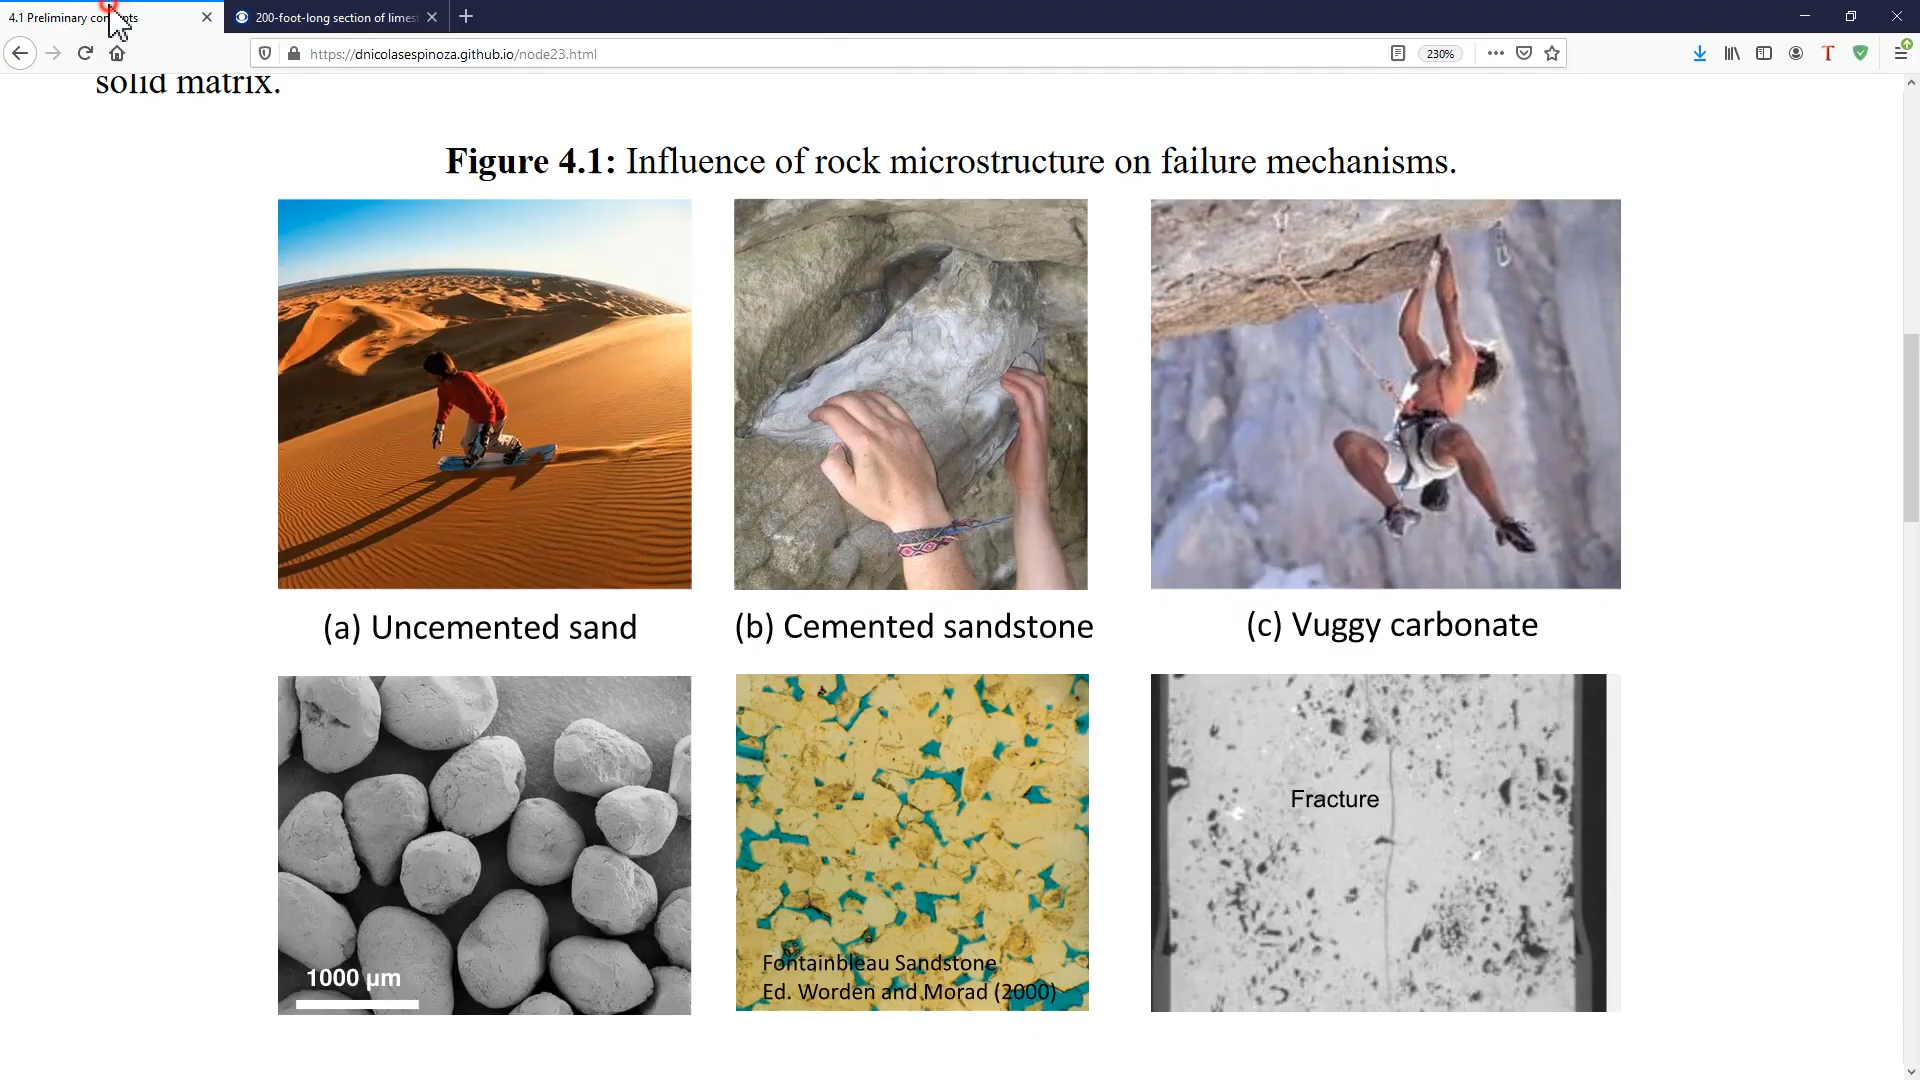 4.1 Preliminary
200-foot-long section of limest
https://dnicolasespinoza.github.io/node23.html
230%
solid matrix.
Figure 4.1: Influence of rock microstructure on failure mechanisms.
(a) Uncemented sand
(b) Cemented sandstone
(c) Vuggy carbonate
1000 µm
Fontainbleau Sandstone
Ed. Worden and Morad (2000)
Fracture